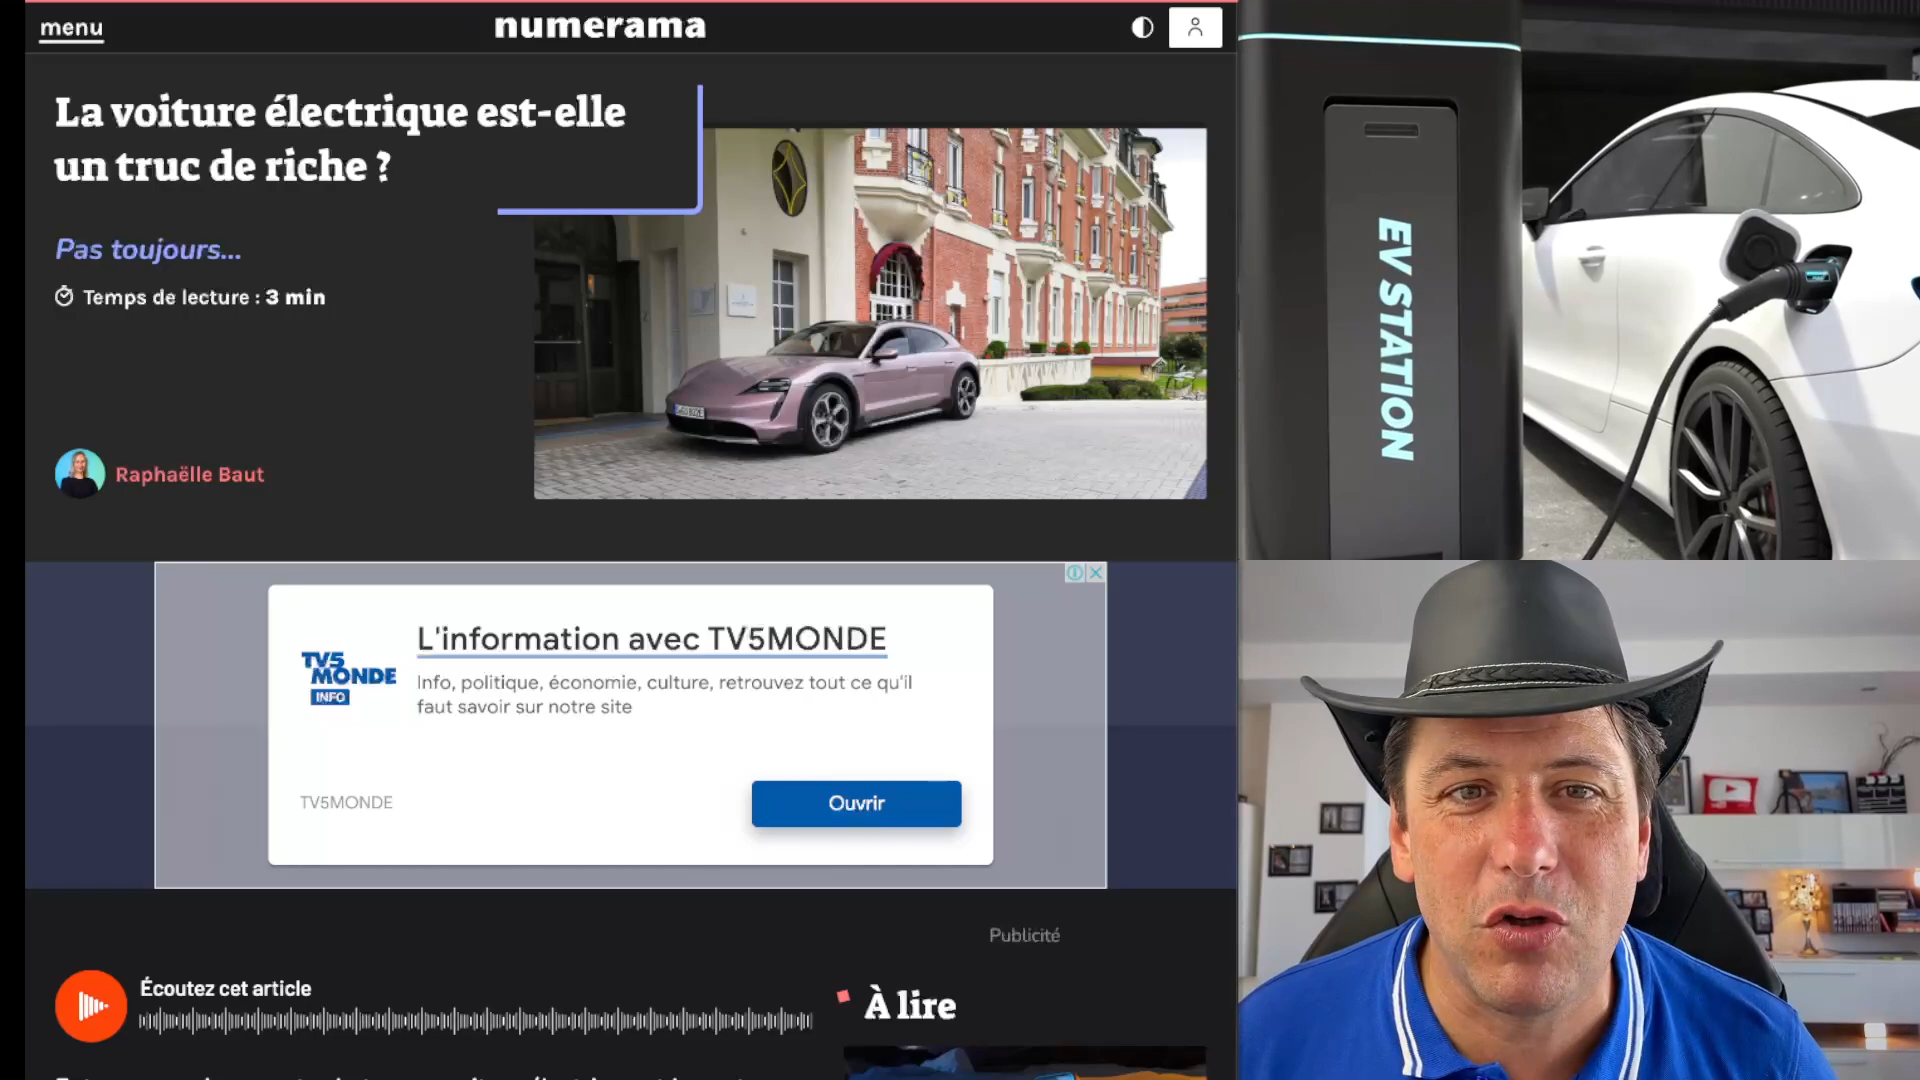 menu
numerama
La voiture électrique est-elle
un truc de riche ?
Pas toujours...
Temps de lecture : 3 min
Raphaëlle Baut
EV STATION
TV5
MONDE
INFO
L'information avec TV5MONDE
Info, politique, économie, culture, retrouvez tout ce qu'il
faut savoir sur notre site
TV5MONDE
Ouvrir
Publicité
Écoutez cet article
À lire